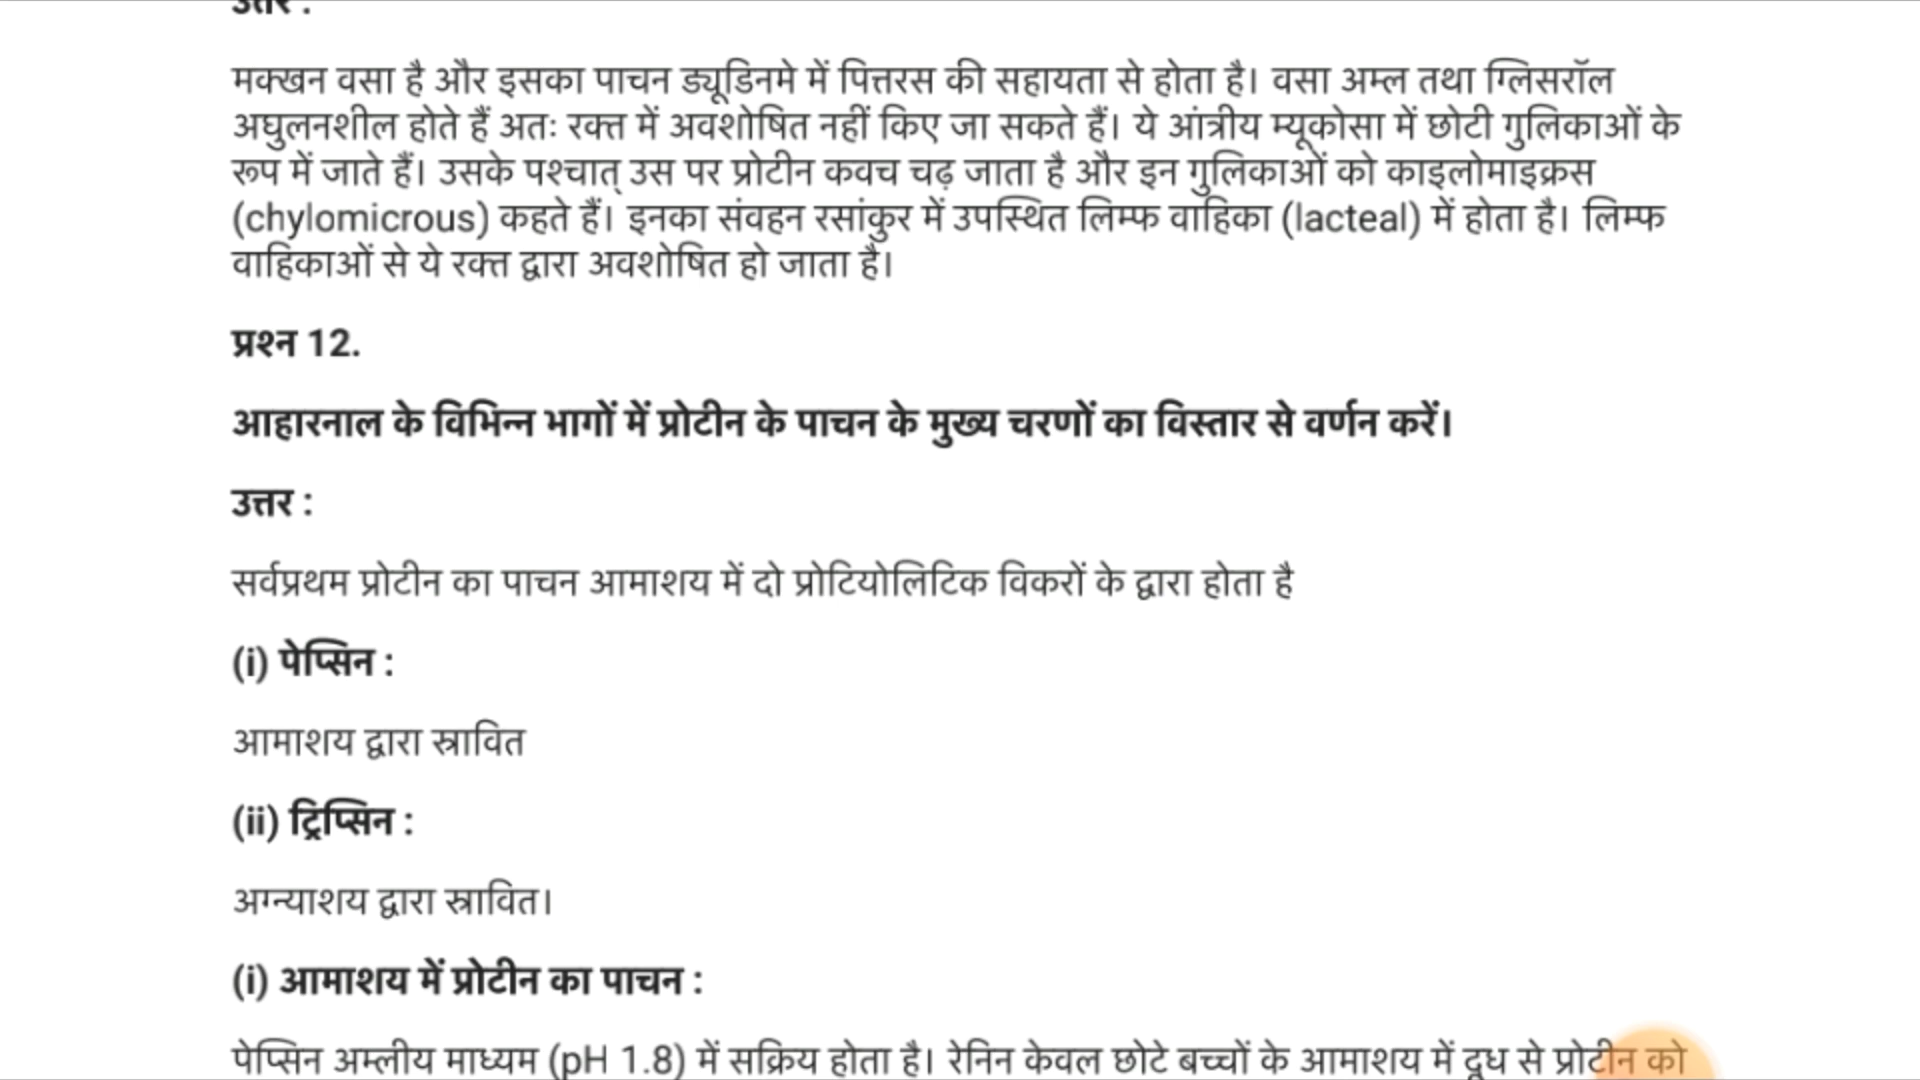 उत्तर :
मक्खन वसा है और इसका पाचन ड्यूडिनमे में पित्तरस की सहायता से होता है। वसा अम्ल तथा ग्लिसरॉल
अघुलनशील होते हैं अतः रक्त में अवशोषित नहीं किए जा सकते हैं। ये आंत्रीय म्यूकोसा में छोटी गुलिकाओं के
रूप में जाते हैं। उसके पश्चात् उस पर प्रोटीन कवच चढ़ जाता है और इन गुलिकाओं को काइलोमाइक्रस
(chylomicrous) कहते हैं। इनका संवहन रसांकुर में उपस्थित लिम्फ वाहिका (lacteal) में होता है। लिम्फ
वाहिकाओं से ये रक्त द्वारा अवशोषित हो जाता है।
प्रश्न 12.
आहारनाल के विभिन्न भागों में प्रोटीन के पाचन के मुख्य चरणों का विस्तार से वर्णन करें।
उत्तर :
सर्वप्रथम प्रोटीन का पाचन आमाशय में दो प्रोटियोलिटिक विकरों के द्वारा होता है
(i) पेप्सिन :
आमाशय द्वारा स्रावित
(ii) ट्रिप्सिन :
अग्न्याशय द्वारा स्रावित।
(i) आमाशय में प्रोटीन का पाचन :
पेप्सिन अम्लीय माध्यम (pH 1.8) में सक्रिय होता है। रेनिन केवल छोटे बच्चों के आमाशय में दूध से प्रोटीन को